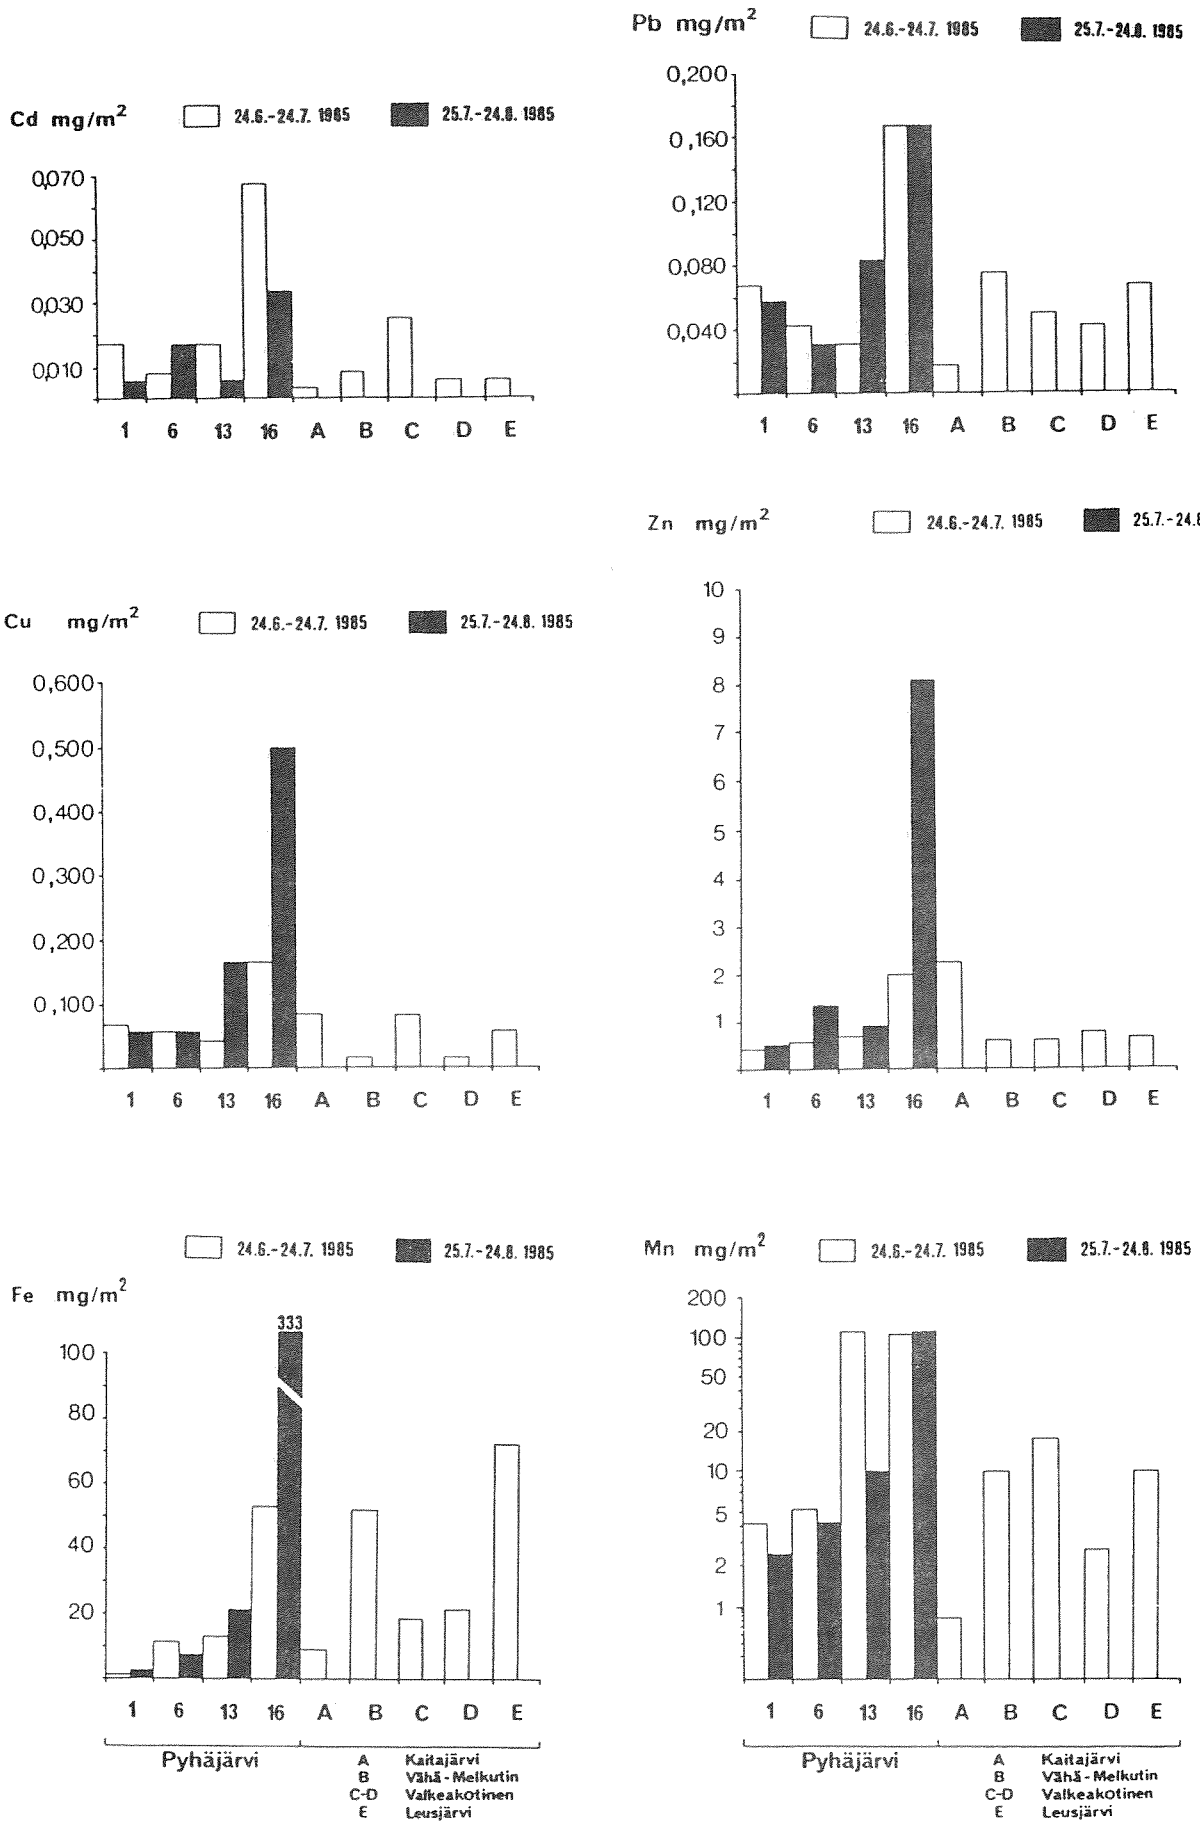 Cd mg/m² 24.6.-24.7. 1985 25.7.-24.8. 1985
0,070
0,050
0,030
0,010
1 6 13 16 A B C D E
Pb mg/m² 24.6.-24.7. 1985 25.7.-24.8. 1985
0,200
0,160
0,120
0,080
0,040
1 6 13 16 A B C D E
Cu mg/m² 24.6.-24.7. 1985 25.7.-24.8. 1985
0,600
0,500
0,400
0,300
0,200
0,100
1 6 13 16 A B C D E
Zn mg/m² 24.6.-24.7. 1985 25.7.-24.8
10
9
8
7
6
5
4
3
2
1
1 6 13 16 A B C D E
24.6.-24.7. 1985 25.7.-24.8. 1985
Fe mg/m²
333
100
80
60
40
20
1 6 13 16 A B C D E
Pyhäjärvi
A Kaitajärvi
B Vähä-Melkutin
C-D Valkeakotinen
E Leusjärvi
Mn mg/m² 24.6.-24.7. 1985 25.7.-24.8. 1985
200
100
50
20
10
5
2
1
1 6 13 16 A B C D E
Pyhäjärvi
A Kaitajärvi
B Vähä-Melkutin
C-D Valkeakotinen
E Leusjärvi